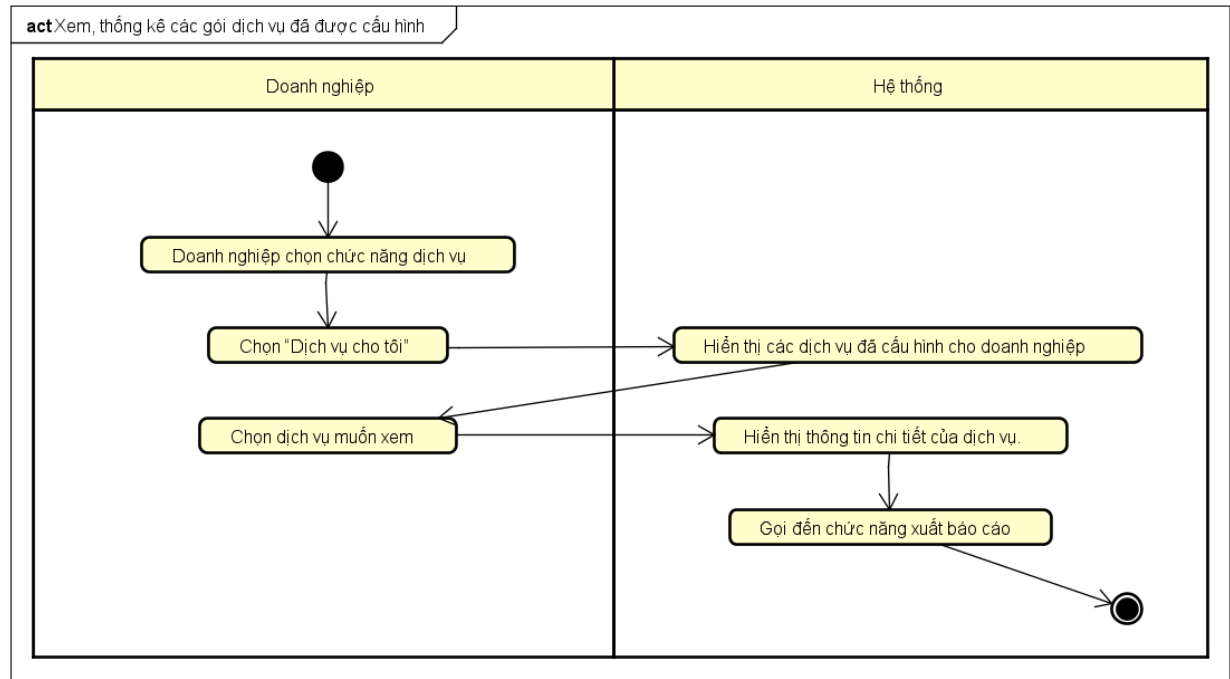 act Xem, thống kê các gói dịch vụ đã được cấu hình
Doanh nghiệp
Hệ thống
Doanh nghiệp chọn chức năng dịch vụ
Chọn “Dịch vụ cho tôi”
Hiển thị các dịch vụ đã cấu hình cho doanh nghiệp
Chọn dịch vụ muốn xem
Hiển thị thông tin chi tiết của dịch vụ.
Gọi đến chức năng xuất báo cáo